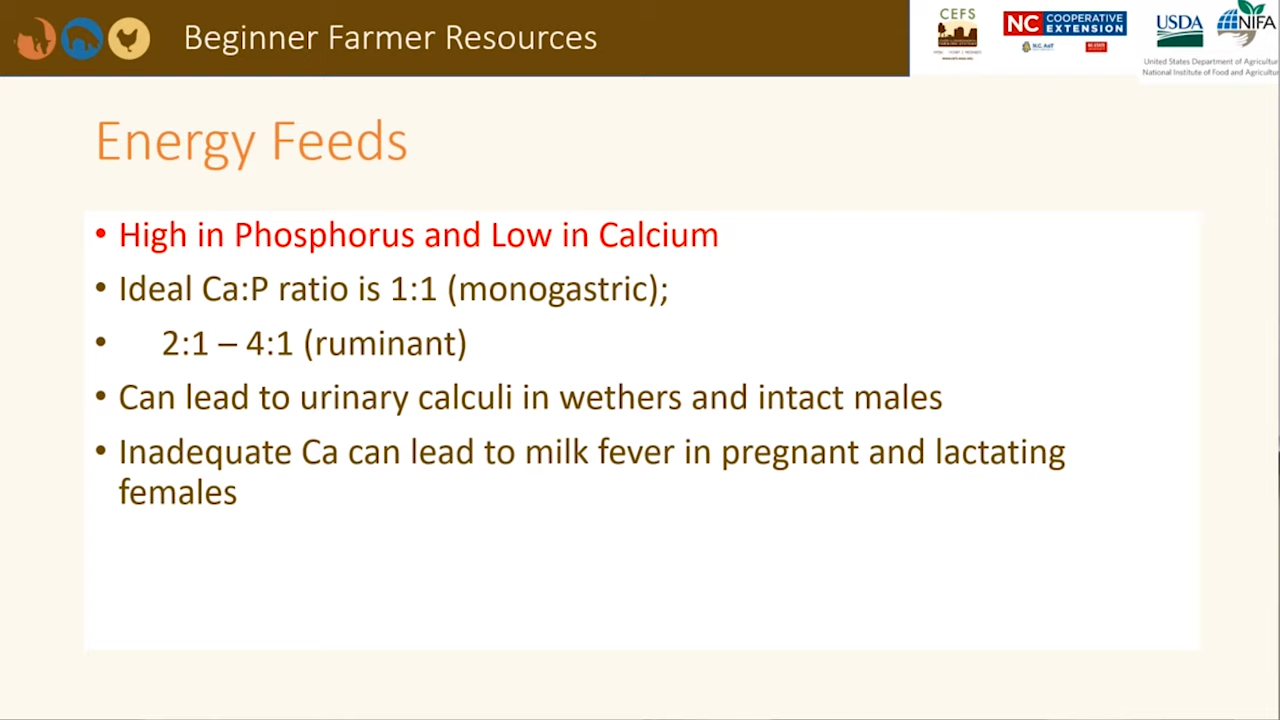 Beginner Farmer Resources
CEFS
NC COOPERATIVE EXTENSION
USDA
NIFA
United States Department of Agricultur
National Institute of Food and Agricultur
Energy Feeds
• High in Phosphorus and Low in Calcium
• Ideal Ca:P ratio is 1:1 (monogastric);
• 2:1 – 4:1 (ruminant)
• Can lead to urinary calculi in wethers and intact males
• Inadequate Ca can lead to milk fever in pregnant and lactating
females